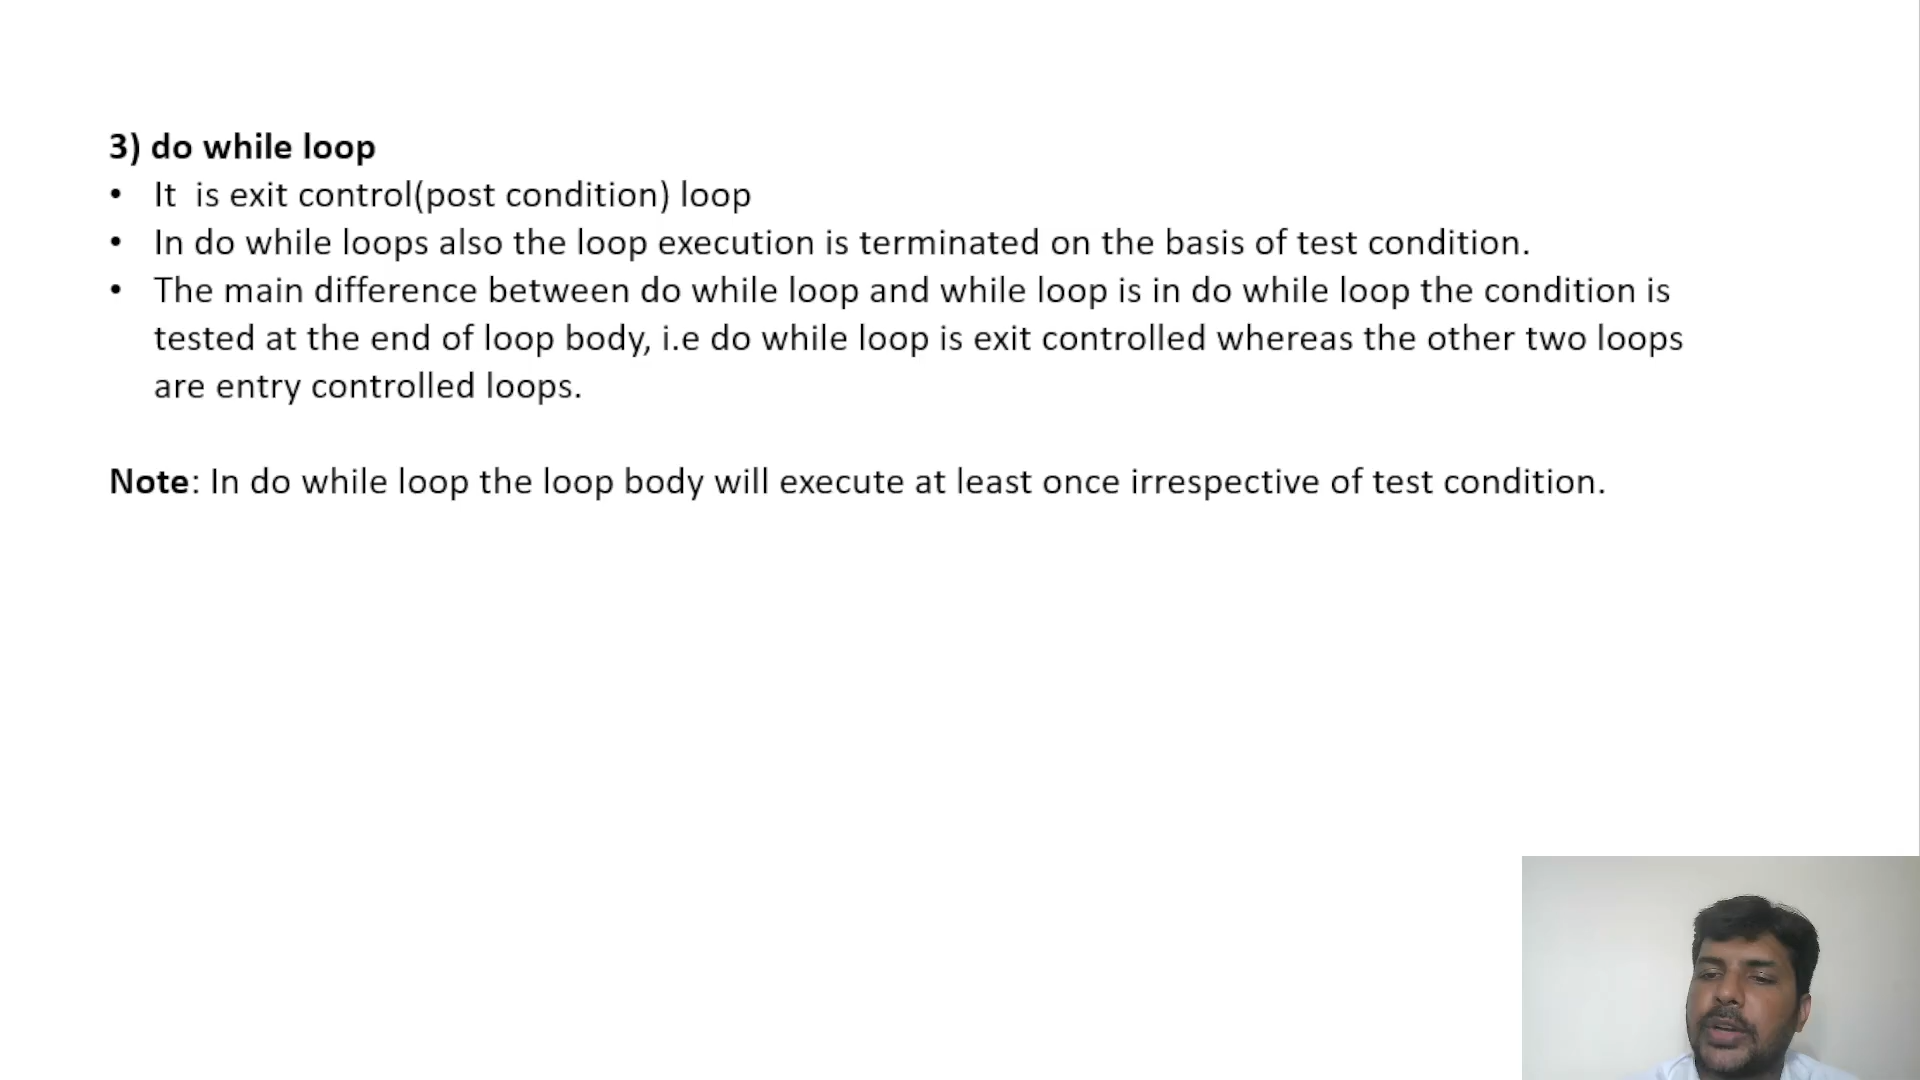 3) do while loop
• It is exit control(post condition) loop
• In do while loops also the loop execution is terminated on the basis of test condition.
• The main difference between do while loop and while loop is in do while loop the condition is
tested at the end of loop body, i.e do while loop is exit controlled whereas the other two loops
are entry controlled loops.
Note: In do while loop the loop body will execute at least once irrespective of test condition.